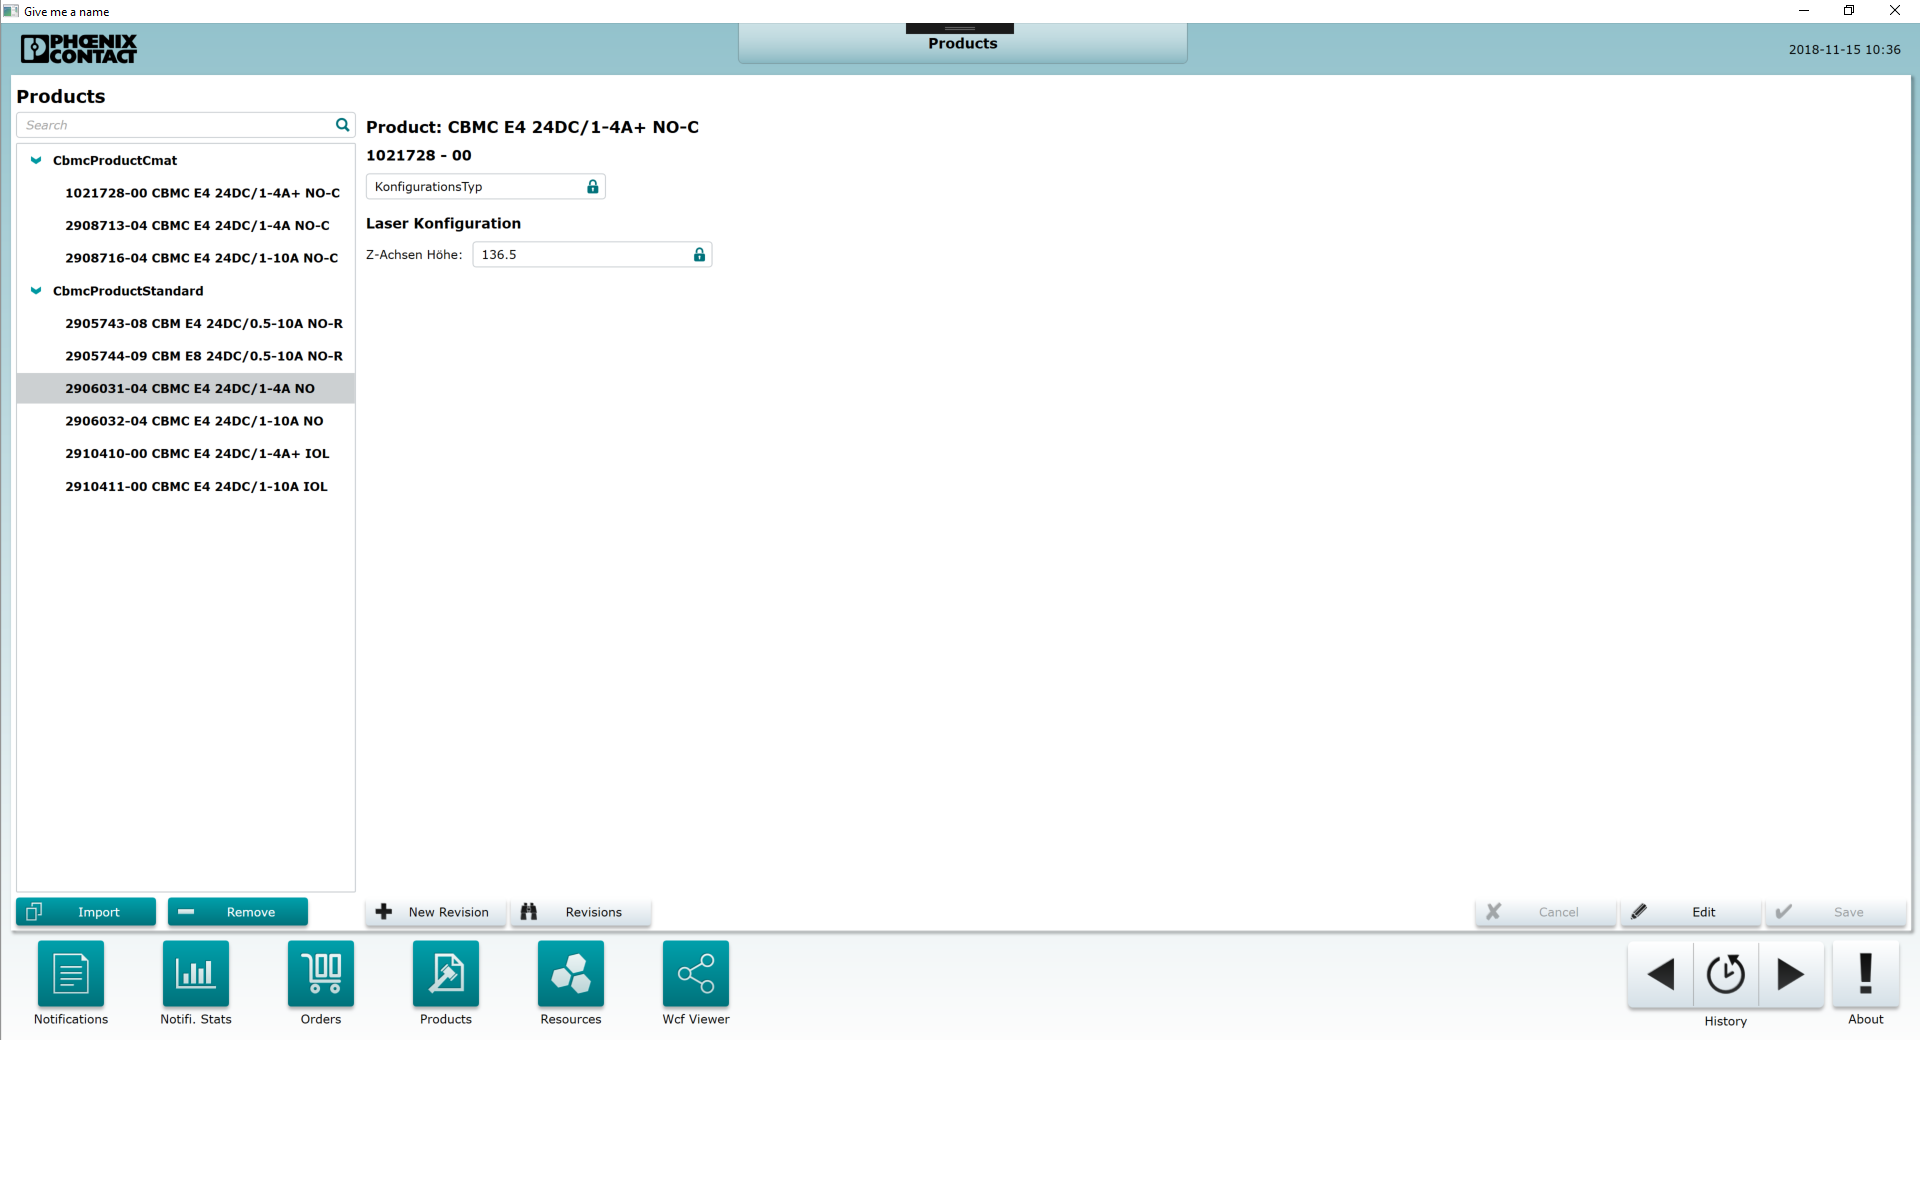 Give me a name
PHŒNIX
CONTACT
Products
2018-11-15 10:36
Products
Search
CbmcProductCmat
1021728-00 CBMC E4 24DC/1-4A+ NO-C
2908713-04 CBMC E4 24DC/1-4A NO-C
2908716-04 CBMC E4 24DC/1-10A NO-C
CbmcProductStandard
2905743-08 CBM E4 24DC/0.5-10A NO-R
2905744-09 CBM E8 24DC/0.5-10A NO-R
2906031-04 CBMC E4 24DC/1-4A NO
2906032-04 CBMC E4 24DC/1-10A NO
2910410-00 CBMC E4 24DC/1-4A+ IOL
2910411-00 CBMC E4 24DC/1-10A IOL
Product: CBMC E4 24DC/1-4A+ NO-C
1021728 - 00
KonfigurationsTyp
Laser Konfiguration
Z-Achsen Höhe: 136.5
Import Remove New Revision Revisions Cancel Edit Save
Notifications Notifi. Stats Orders Products Resources Wcf Viewer History About